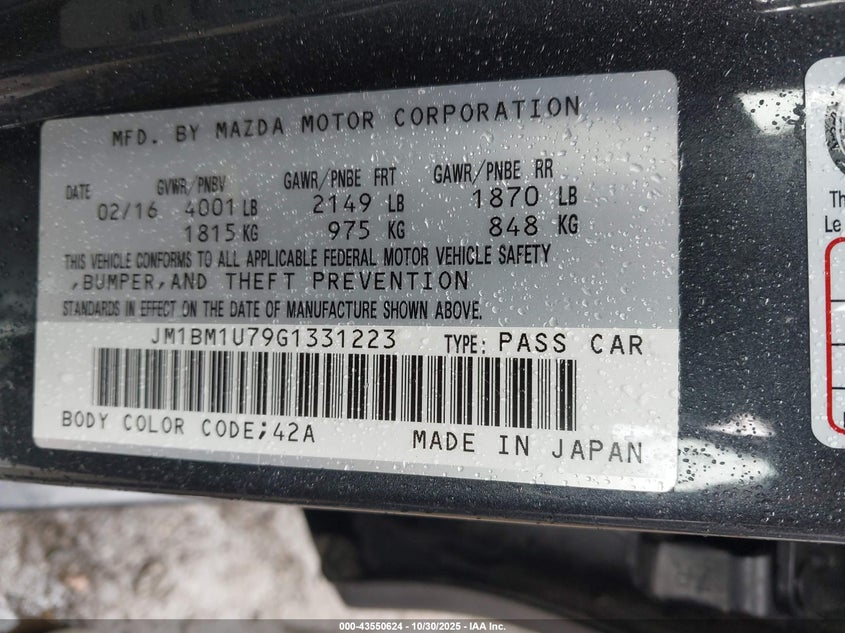 MFD. BY MAZDA MOTOR CORPORATION
DATE GVWR/PNBV GAWR/PNBE FRT GAWR/PNBE RR
02/16 4001 LB 2149 LB 1870 LB
1815 KG 975 KG 848 KG
THIS VEHICLE CONFORMS TO ALL APPLICABLE FEDERAL MOTOR VEHICLE SAFETY
,BUMPER,AND THEFT PREVENTION
STANDARDS IN EFFECT ON THE DATE OF MANUFACTURE SHOWN ABOVE.
JM1BM1U79G1331223 TYPE: PASS CAR
BODY COLOR CODE;42A MADE IN JAPAN
Th
Le
000-43550624 - 10/30/2025 - IAA Inc.